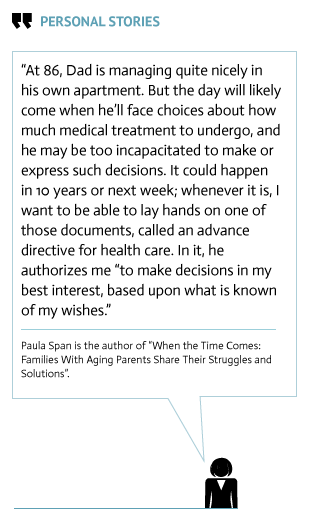 PERSONAL STORIES
“At 86, Dad is managing quite nicely in
his own apartment. But the day will likely
come when he’ll face choices about how
much medical treatment to undergo, and
he may be too incapacitated to make or
express such decisions. It could happen
in 10 years or next week; whenever it is, I
want to be able to lay hands on one of
those documents, called an advance
directive for health care. In it, he
authorizes me “to make decisions in my
best interest, based upon what is known
of my wishes.”
Paula Span is the author of “When the Time Comes:
Families With Aging Parents Share Their Struggles and
Solutions”.